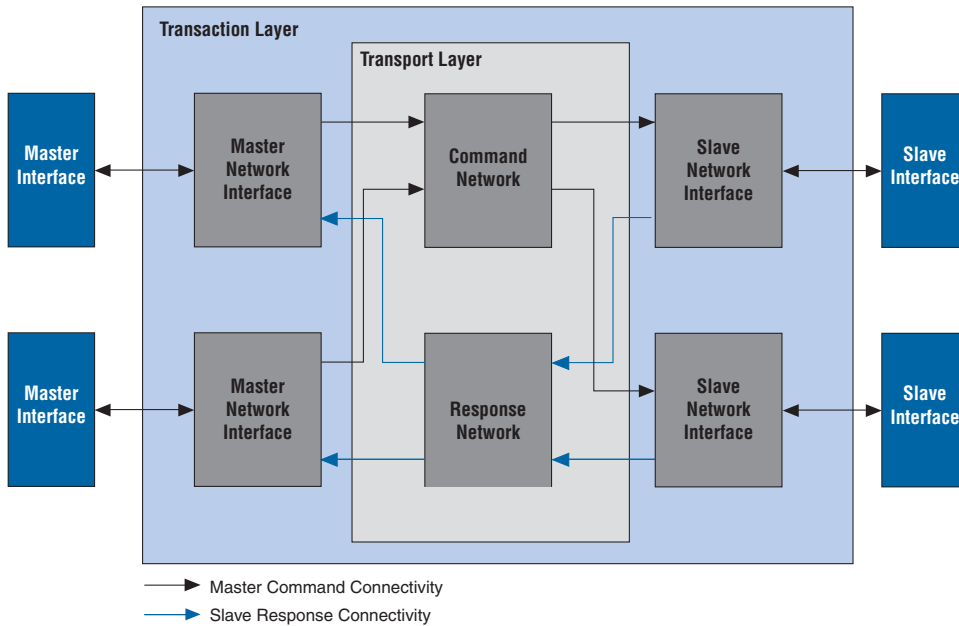 Transaction Layer
Transport Layer
Master
Interface
Master
Network
Interface
Command
Network
Slave
Network
Interface
Slave
Interface
Master
Interface
Master
Network
Interface
Response
Network
Slave
Network
Interface
Slave
Interface
Master Command Connectivity
Slave Response Connectivity